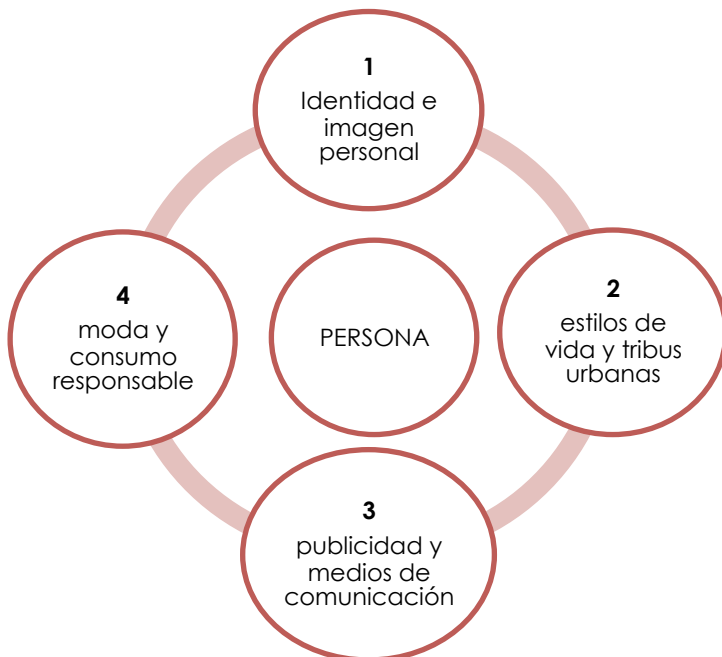 1
Identidad e
imagen
personal
2
estilos de
vida y tribus
urbanas
3
publicidad y
medios de
comunicación
4
moda y
consumo
responsable
PERSONA